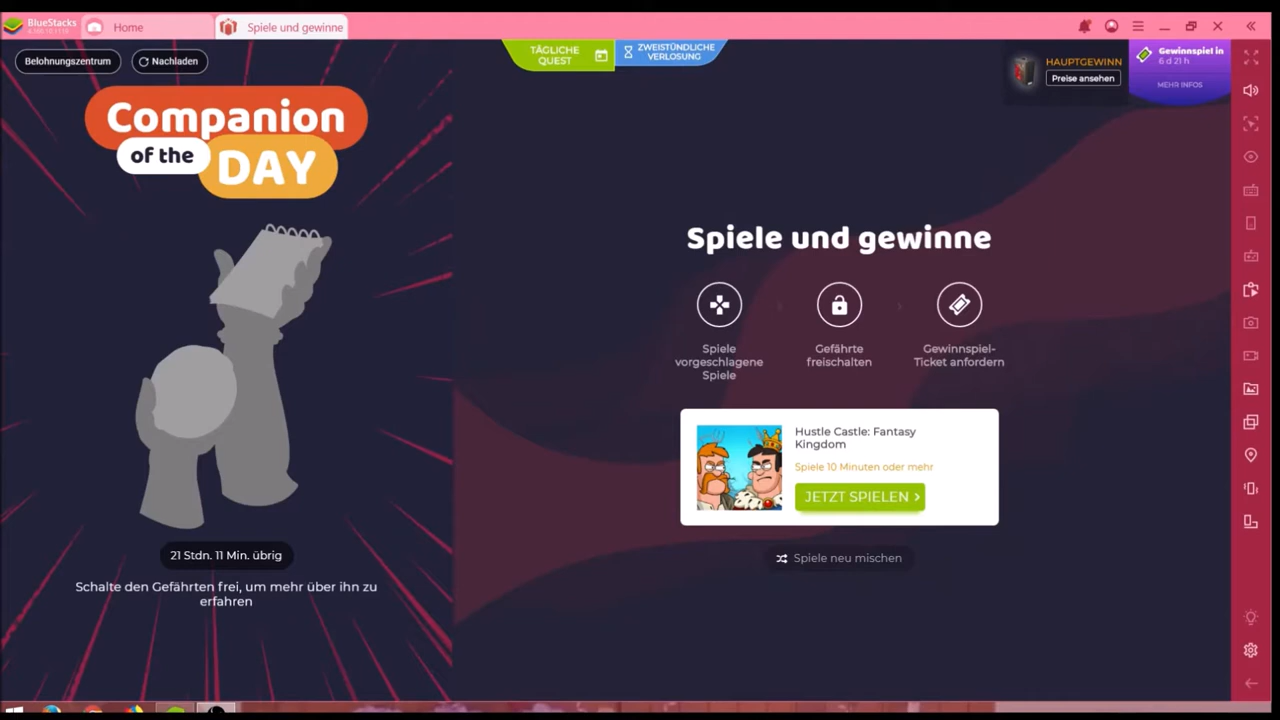 BlueStacks
Home
Spiele und gewinne
Belohnungszentrum
Nachladen
TÄGLICHE
QUEST
ZWEISTÜNDLICHE
VERLOSUNG
HAUPTGEWINN
Preise ansehen
Gewinnspiel in
6 d 21 h
MEHR INFOS
Companion
of the
DAY
21 Stdn. 11 Min. übrig
Schalte den Gefährten frei, um mehr über ihn zu
erfahren
Spiele und gewinne
Spiele
vorgeschlagene
Spiele
Gefährte
freischalten
Gewinnspiel-
Ticket anfordern
Hustle Castle: Fantasy
Kingdom
Spiele 10 Minuten oder mehr
JETZT SPIELEN
Spiele neu mischen